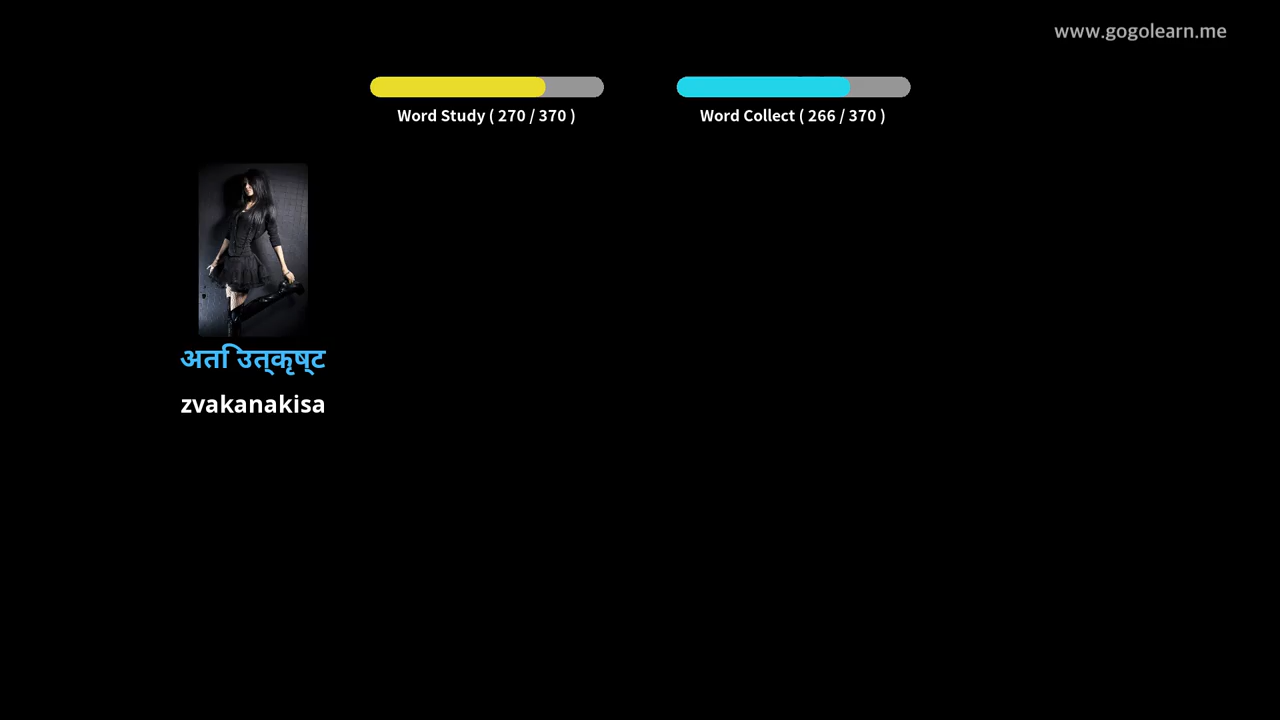 www.gogolearn.me
Word Study ( 270 / 370 )
Word Collect ( 266 / 370 )
अति उत्कृष्ट
zvakanakisa